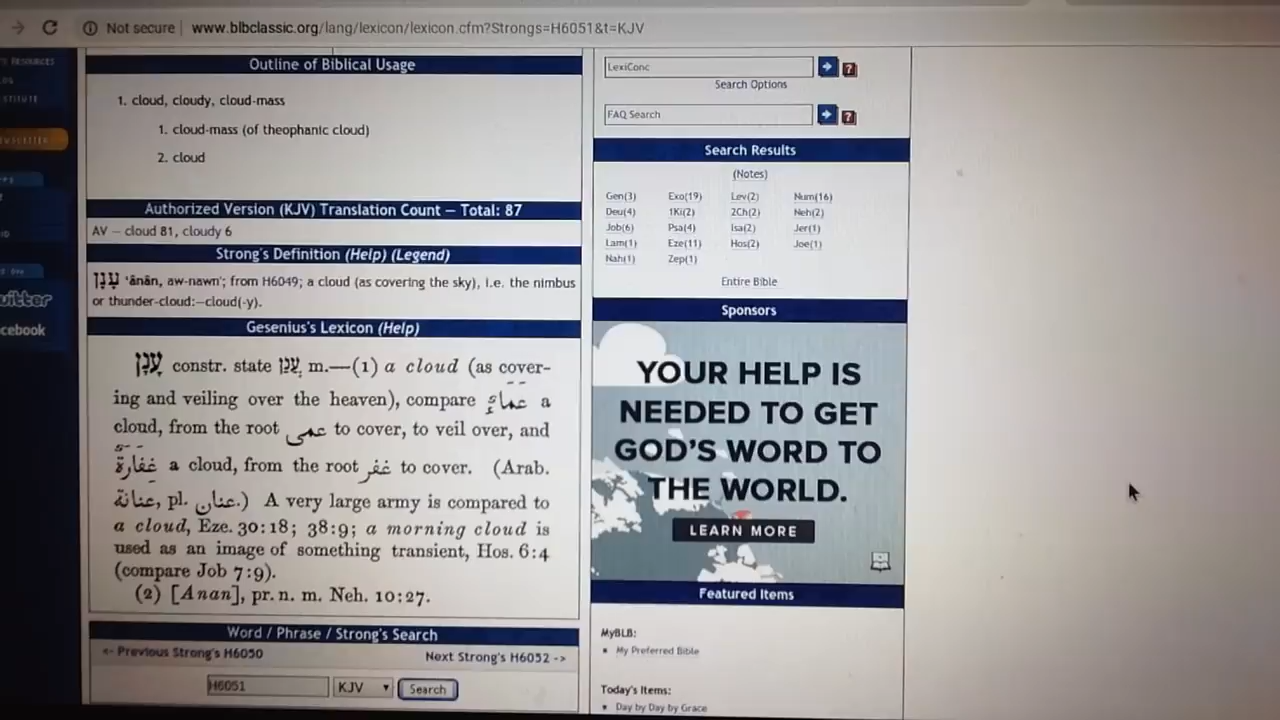 Not secure
www.blbclassic.org/lang/lexicon/lexicon.cfm?Strongs=H6051&t=KJV
Outline of Biblical Usage
1. cloud, cloudy, cloud-mass
1. cloud-mass (of theophanic cloud)
2. cloud
Authorized Version (KJV) Translation Count — Total: 87
AV — cloud 81, cloudy 6
Strong's Definition (Help) (Legend)
עָנָן ʻânân, aw-nawn'; from H6049; a cloud (as covering the sky), i.e. the nimbus
or thunder-cloud:—cloud(-y).
Gesenius's Lexicon (Help)
עָנָן constr. state עֲנַן m.—(1) a cloud (as cover-
ing and veiling over the heaven), compare عماء a
cloud, from the root عمى to cover, to veil over, and
غفارة a cloud, from the root غفر to cover. (Arab.
عنانة, pl. عنان.) A very large army is compared to
a cloud, Eze. 30:18; 38:9; a morning cloud is
used as an image of something transient, Hos. 6:4
(compare Job 7:9).
(2) [Anan], pr. n. m. Neh. 10:27.
Word / Phrase / Strong's Search
<- Previous Strong's H6050
Next Strong's H6052 ->
H6051
KJV
Search
LexiConc
Search Options
FAQ Search
Search Results
(Notes)
Gen(3) Exo(19) Lev(2) Num(16)
Deu(4) 1Ki(2) 2Ch(2) Neh(2)
Job(6) Psa(4) Isa(2) Jer(1)
Lam(1) Eze(11) Hos(2) Joe(1)
Nah(1) Zep(1)
Entire Bible
Sponsors
YOUR HELP IS
NEEDED TO GET
GOD'S WORD TO
THE WORLD.
LEARN MORE
Featured Items
MyBLB:
My Preferred Bible
Today's Items:
Day by Day by Grace